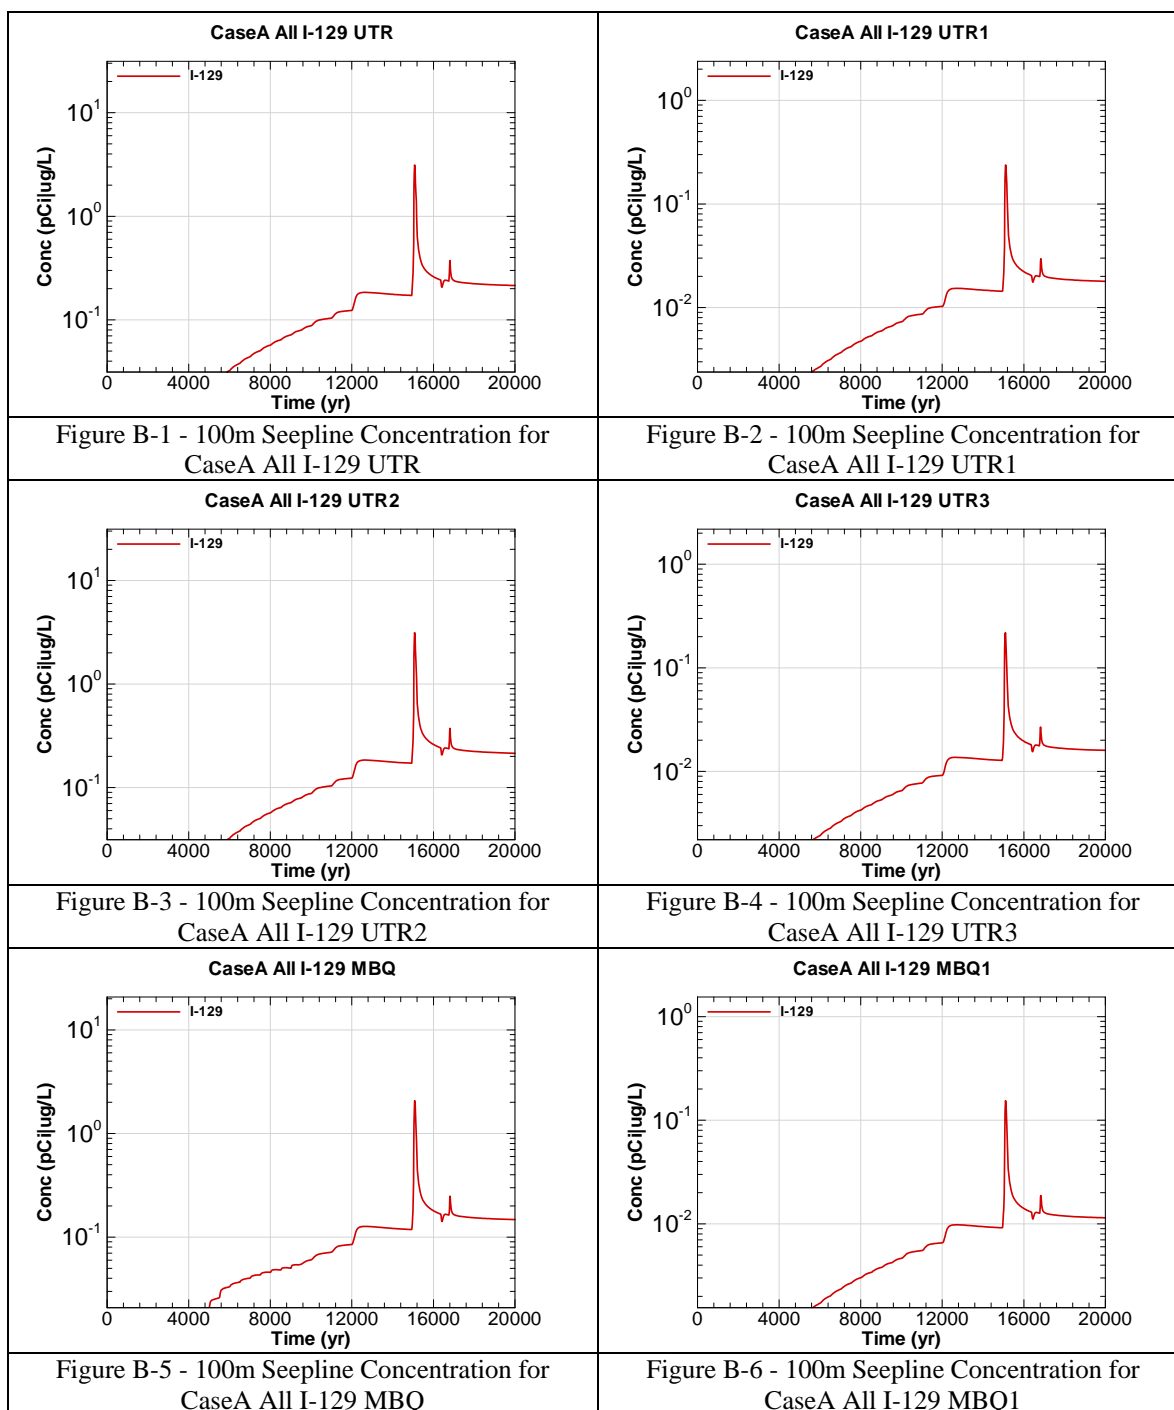 CaseA All I-129 UTR
I-129
10^1
10^0
10^-1
Conc (pCi|ug/L)
0 4000 8000 12000 16000 20000
Time (yr)
Figure B-1 - 100m Seepline Concentration for
CaseA All I-129 UTR
CaseA All I-129 UTR1
I-129
10^0
10^-1
10^-2
Conc (pCi|ug/L)
0 4000 8000 12000 16000 20000
Time (yr)
Figure B-2 - 100m Seepline Concentration for
CaseA All I-129 UTR1
CaseA All I-129 UTR2
I-129
10^1
10^0
10^-1
Conc (pCi|ug/L)
0 4000 8000 12000 16000 20000
Time (yr)
Figure B-3 - 100m Seepline Concentration for
CaseA All I-129 UTR2
CaseA All I-129 UTR3
I-129
10^0
10^-1
10^-2
Conc (pCi|ug/L)
0 4000 8000 12000 16000 20000
Time (yr)
Figure B-4 - 100m Seepline Concentration for
CaseA All I-129 UTR3
CaseA All I-129 MBQ
I-129
10^1
10^0
10^-1
Conc (pCi|ug/L)
0 4000 8000 12000 16000 20000
Time (yr)
Figure B-5 - 100m Seepline Concentration for
CaseA All I-129 MBQ
CaseA All I-129 MBQ1
I-129
10^0
10^-1
10^-2
Conc (pCi|ug/L)
0 4000 8000 12000 16000 20000
Time (yr)
Figure B-6 - 100m Seepline Concentration for
CaseA All I-129 MBQ1